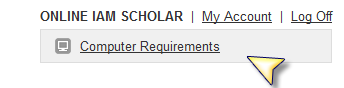 ONLINE IAM SCHOLAR | My Account | Log Off
Computer Requirements